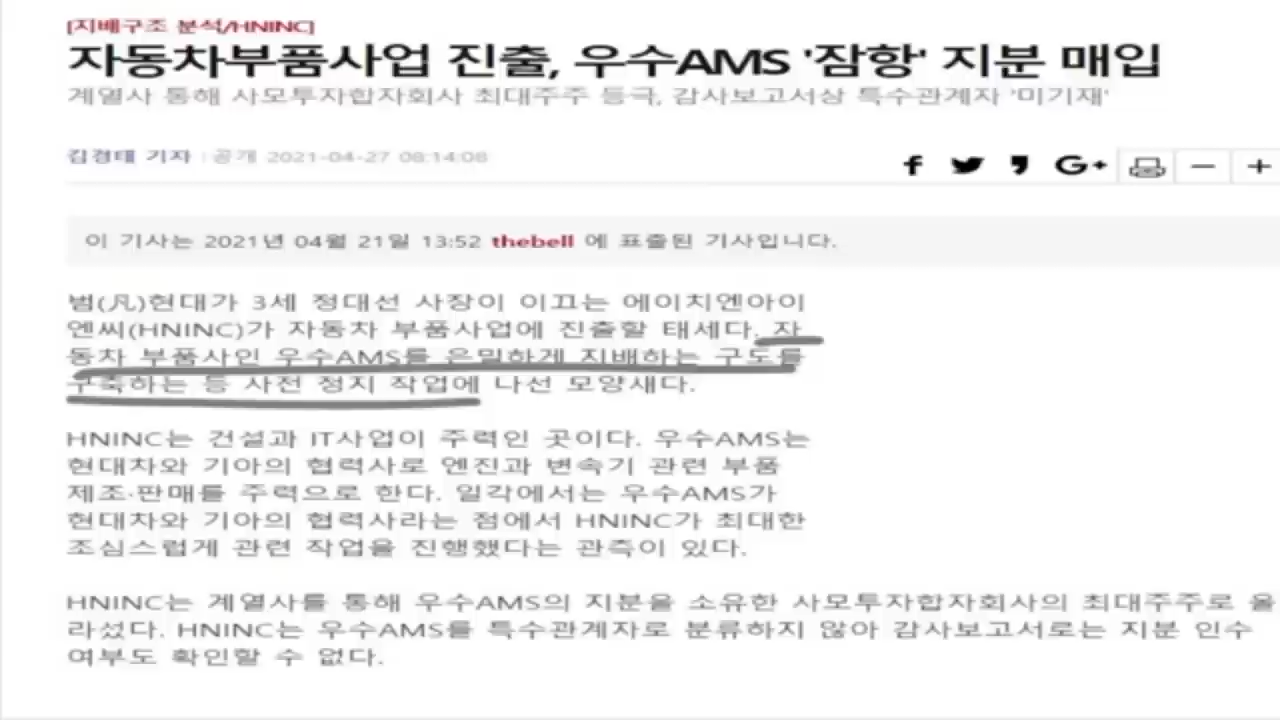 [지배구조 분석/HNINC]
자동차부품사업 진출, 우수AMS '잠항' 지분 매입
계열사 통해 사모투자합자회사 최대주주 등극, 감사보고서상 특수관계자 '미기재'
김경태 기자 | 공개 2021-04-27 08:14:08
이 기사는 2021년 04월 21일 13:52 thebell 에 표출된 기사입니다.
범(凡)현대가 3세 정대선 사장이 이끄는 에이치엔아이
엔씨(HNINC)가 자동차 부품사업에 진출할 태세다. 자
동차 부품사인 우수AMS를 은밀하게 지배하는 구도를
구축하는 등 사전 정지 작업에 나선 모양새다.
HNINC는 건설과 IT사업이 주력인 곳이다. 우수AMS는
현대차와 기아의 협력사로 엔진과 변속기 관련 부품
제조·판매를 주력으로 한다. 일각에서는 우수AMS가
현대차와 기아의 협력사라는 점에서 HNINC가 최대한
조심스럽게 관련 작업을 진행했다는 관측이 있다.
HNINC는 계열사를 통해 우수AMS의 지분을 소유한 사모투자합자회사의 최대주주로 올
라섰다. HNINC는 우수AMS를 특수관계자로 분류하지 않아 감사보고서로는 지분 인수
여부도 확인할 수 없다.